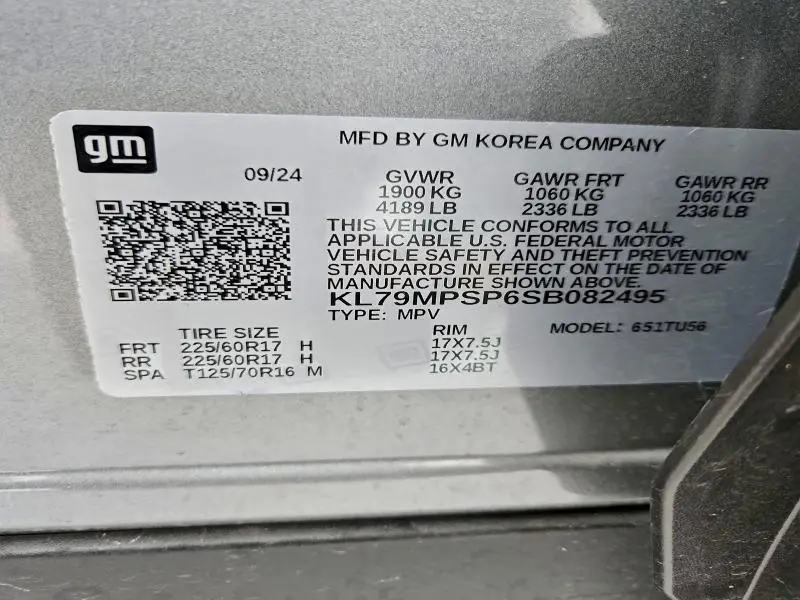 gm
MFD BY GM KOREA COMPANY
09/24
GVWR GAWR FRT GAWR RR
1900 KG 1060 KG 1060 KG
4189 LB 2336 LB 2336 LB
THIS VEHICLE CONFORMS TO ALL
APPLICABLE U.S. FEDERAL MOTOR
VEHICLE SAFETY AND THEFT PREVENTION
STANDARDS IN EFFECT ON THE DATE OF
MANUFACTURE SHOWN ABOVE.
KL79MPSP6SB082495
TYPE: MPV MODEL: 6S1TU56
TIRE SIZE RIM
FRT 225/60R17 H 17X7.5J
RR 225/60R17 H 17X7.5J
SPA T125/70R16 M 16X4BT